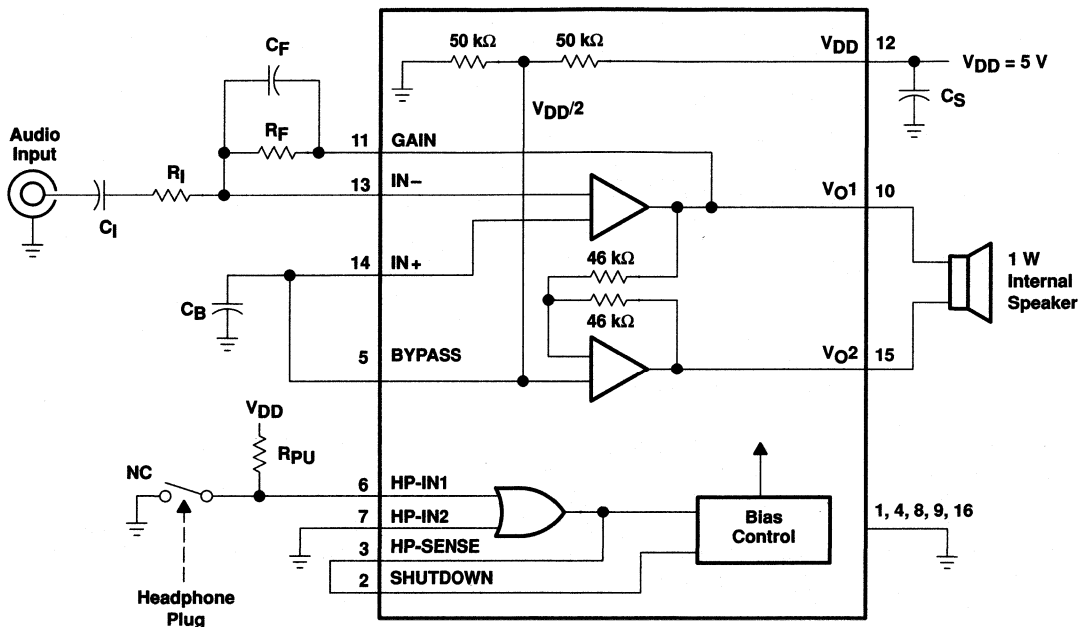 50 kΩ 50 kΩ
VDD 12
VDD = 5 V
CS
VDD/2
CF
RF
11 GAIN
Audio
Input
RI
CI
13 IN–
VO1 10
14 IN+
CB
46 kΩ
46 kΩ
1 W
Internal
Speaker
5 BYPASS
VO2 15
VDD
RPU
NC
6 HP-IN1
7 HP-IN2
3 HP-SENSE
2 SHUTDOWN
Bias
Control
1, 4, 8, 9, 16
Headphone
Plug